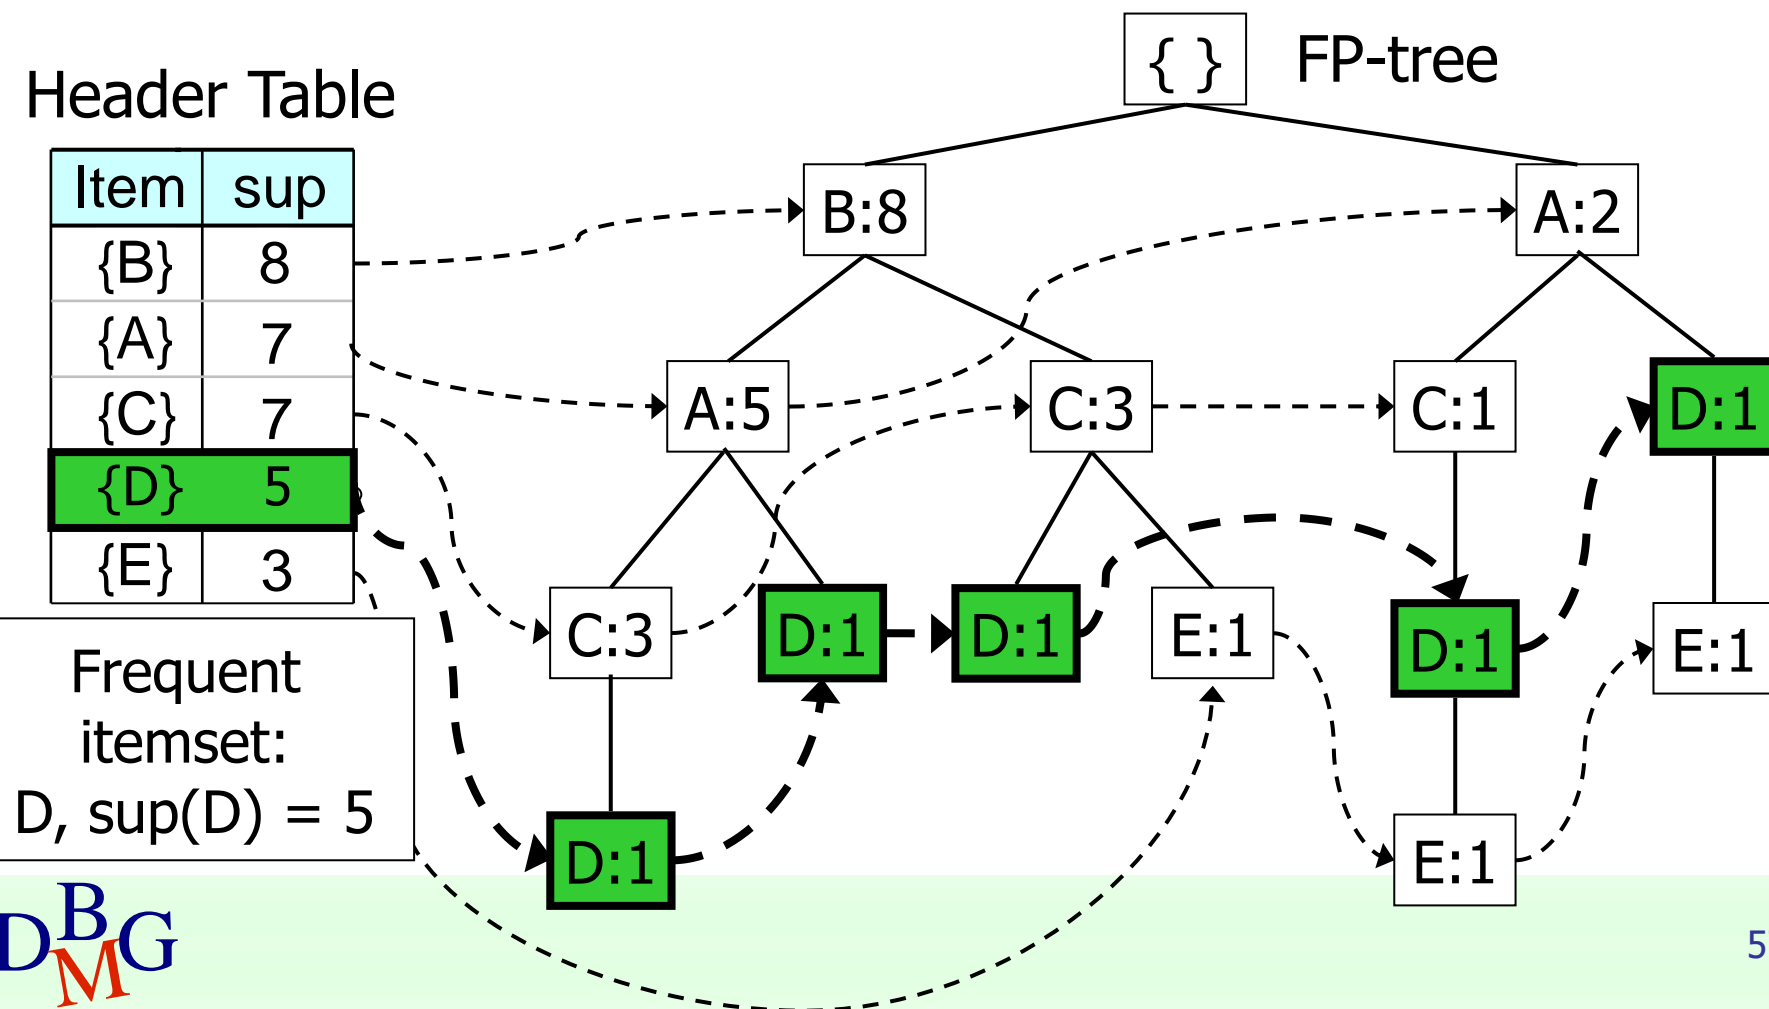 { } FP-tree
Header Table
Item sup
{B} 8
{A} 7
{C} 7
{D} 5
{E} 3
B:8 A:2
A:5 C:3 C:1 D:1
C:3 D:1 D:1 E:1 D:1 E:1
D:1 E:1
Frequent
itemset:
D, sup(D) = 5
DBMG
5